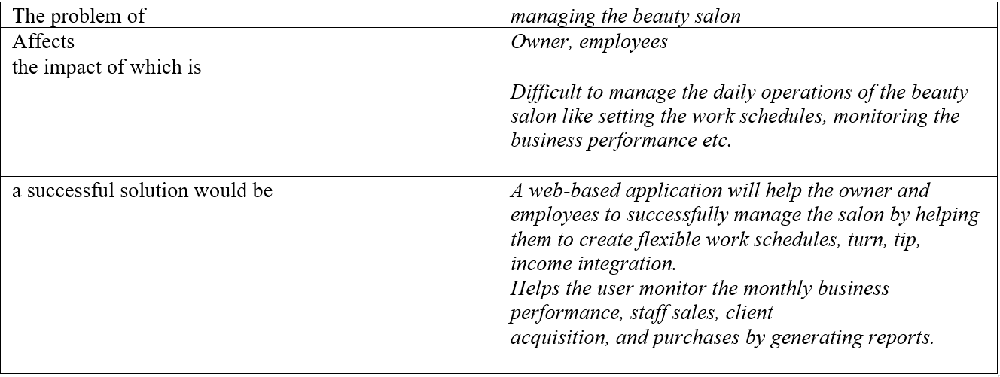 The problem of
managing the beauty salon
Affects
Owner, employees
the impact of which is
Difficult to manage the daily operations of the beauty
salon like setting the work schedules, monitoring the
business performance etc.
a successful solution would be
A web-based application will help the owner and
employees to successfully manage the salon by helping
them to create flexible work schedules, turn, tip,
income integration.
Helps the user monitor the monthly business
performance, staff sales, client
acquisition, and purchases by generating reports.